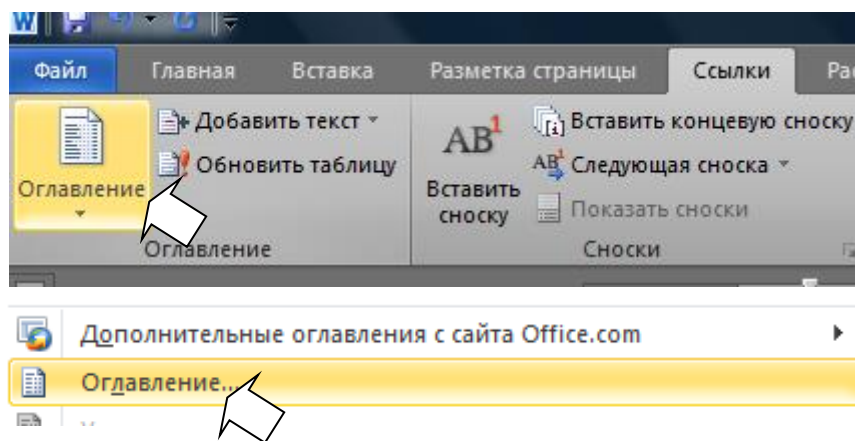 W
Файл Главная Вставка Разметка страницы Ссылки
Оглавление
Добавить текст
Обновить таблицу
Оглавление
AB1
Вставить
сноску
[i] Вставить концевую сноску
AB1 Следующая сноска
Показать сноски
Сноски
Дополнительные оглавления с сайта Office.com
Оглавление...